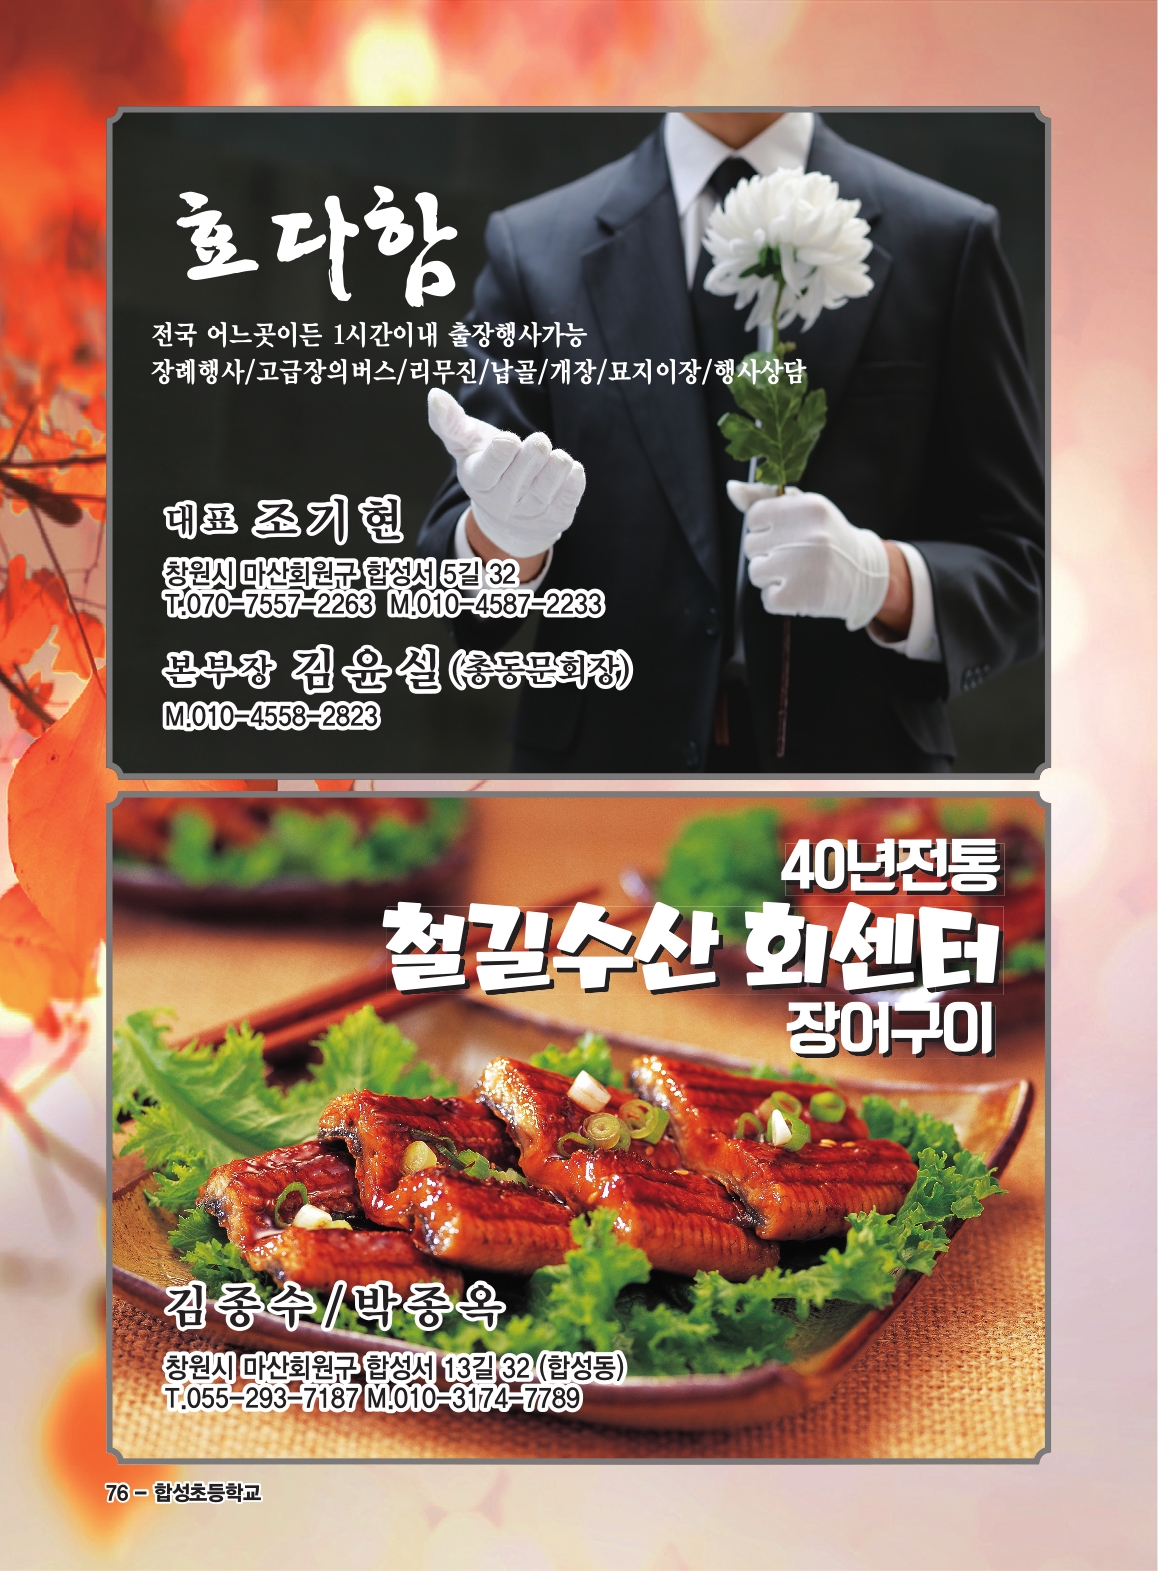 효다함
전국 어느곳이든 1시간이내 출장행사가능
장례행사/고급장의버스/리무진/납골/개장/묘지이장/행사상담
대표 조기현
창원시 마산회원구 합성서 5길 32
T.070-7557-2263 M.010-4587-2233
본부장 김윤실(총동문회장)
M.010-4558-2823
40년전통
철길수산 회센터
장어구이
김종수/박종옥
창원시 마산회원구 합성서 13길 32 (합성동)
T.055-293-7187 M.010-3174-7789
76 - 합성초등학교